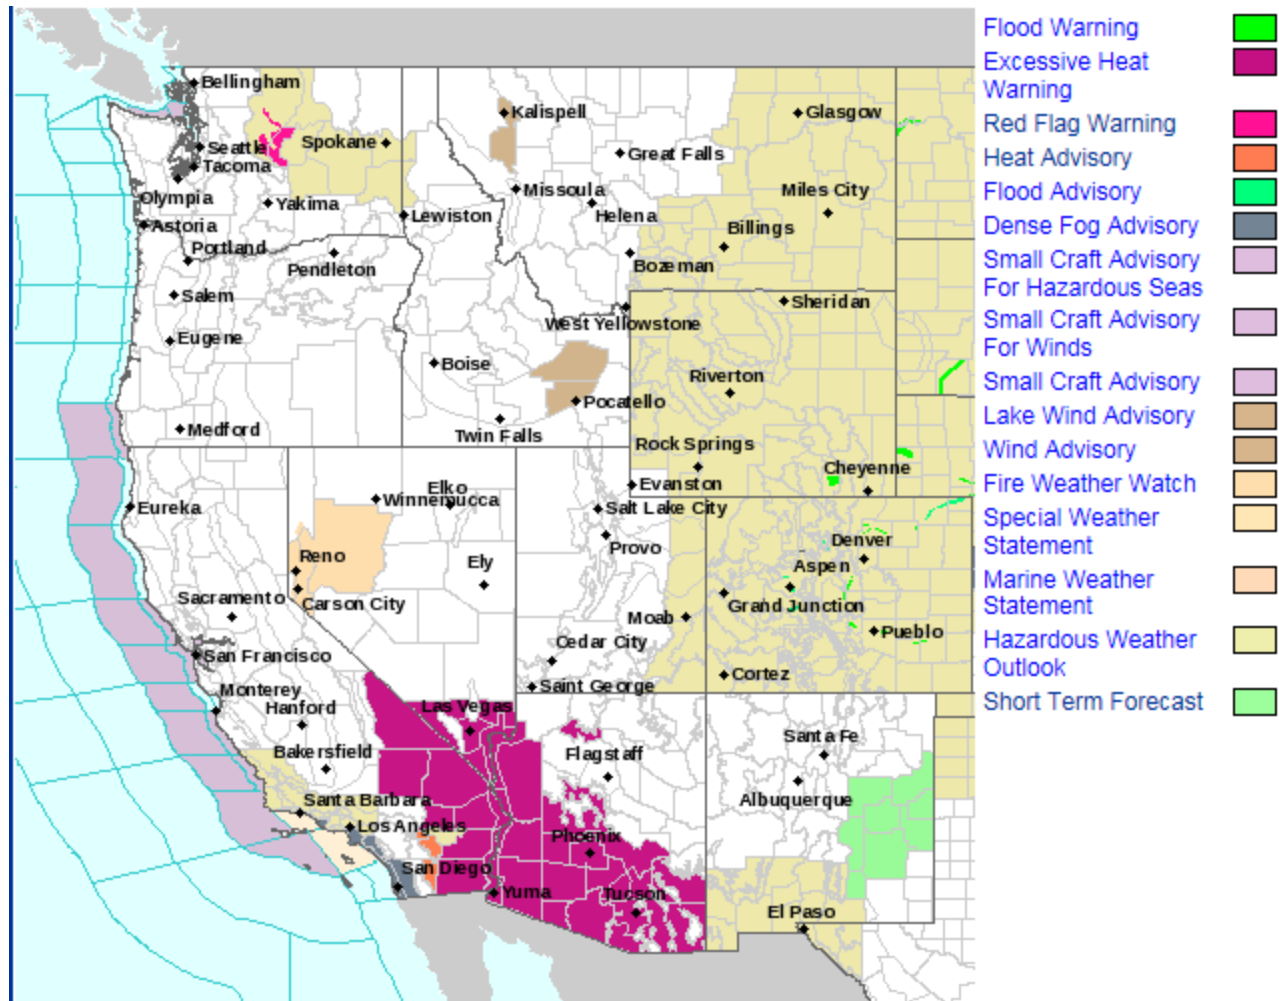 Bellingham
Kalispell
Glasgow
Seattle
Spokane
Great Falls
Tacoma
Olympia
Yakima
Missoula
Miles City
Lewiston
Helena
Astoria
Billings
Portland
Pendleton
Bozeman
Salem
Sheridan
West Yellowstone
Eugene
Boise
Riverton
Pocatello
Medford
Twin Falls
Rock Springs
Cheyenne
Evanston
Elko
Winnemucca
Eureka
Salt Lake City
Provo
Denver
Reno
Ely
Aspen
Sacramento
Carson City
Grand Junction
Moab
Pueblo
Cedar City
San Francisco
Cortez
Saint George
Monterey
Hanford
Las Vegas
Santa Fe
Bakersfield
Flagstaff
Albuquerque
Santa Barbara
Los Angeles
Phoenix
San Diego
Yuma
Tucson
El Paso
Flood Warning
Excessive Heat
Warning
Red Flag Warning
Heat Advisory
Flood Advisory
Dense Fog Advisory
Small Craft Advisory
For Hazardous Seas
Small Craft Advisory
For Winds
Small Craft Advisory
Lake Wind Advisory
Wind Advisory
Fire Weather Watch
Special Weather
Statement
Marine Weather
Statement
Hazardous Weather
Outlook
Short Term Forecast